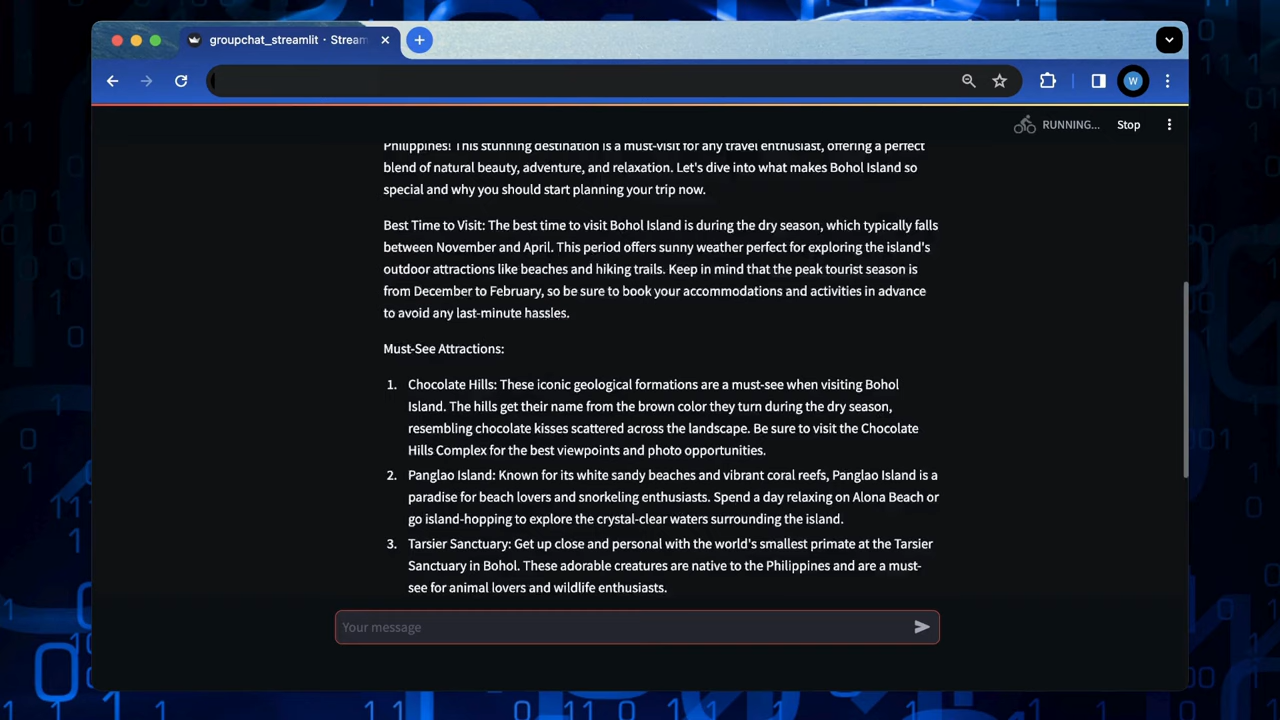 groupchat_streamlit · Stream
W
RUNNING...
Stop
Philippines! This stunning destination is a must-visit for any travel enthusiast, offering a perfect
blend of natural beauty, adventure, and relaxation. Let's dive into what makes Bohol Island so
special and why you should start planning your trip now.
Best Time to Visit: The best time to visit Bohol Island is during the dry season, which typically falls
between November and April. This period offers sunny weather perfect for exploring the island's
outdoor attractions like beaches and hiking trails. Keep in mind that the peak tourist season is
from December to February, so be sure to book your accommodations and activities in advance
to avoid any last-minute hassles.
Must-See Attractions:
1. Chocolate Hills: These iconic geological formations are a must-see when visiting Bohol
Island. The hills get their name from the brown color they turn during the dry season,
resembling chocolate kisses scattered across the landscape. Be sure to visit the Chocolate
Hills Complex for the best viewpoints and photo opportunities.
2. Panglao Island: Known for its white sandy beaches and vibrant coral reefs, Panglao Island is a
paradise for beach lovers and snorkeling enthusiasts. Spend a day relaxing on Alona Beach or
go island-hopping to explore the crystal-clear waters surrounding the island.
3. Tarsier Sanctuary: Get up close and personal with the world's smallest primate at the Tarsier
Sanctuary in Bohol. These adorable creatures are native to the Philippines and are a must-
see for animal lovers and wildlife enthusiasts.
Your message